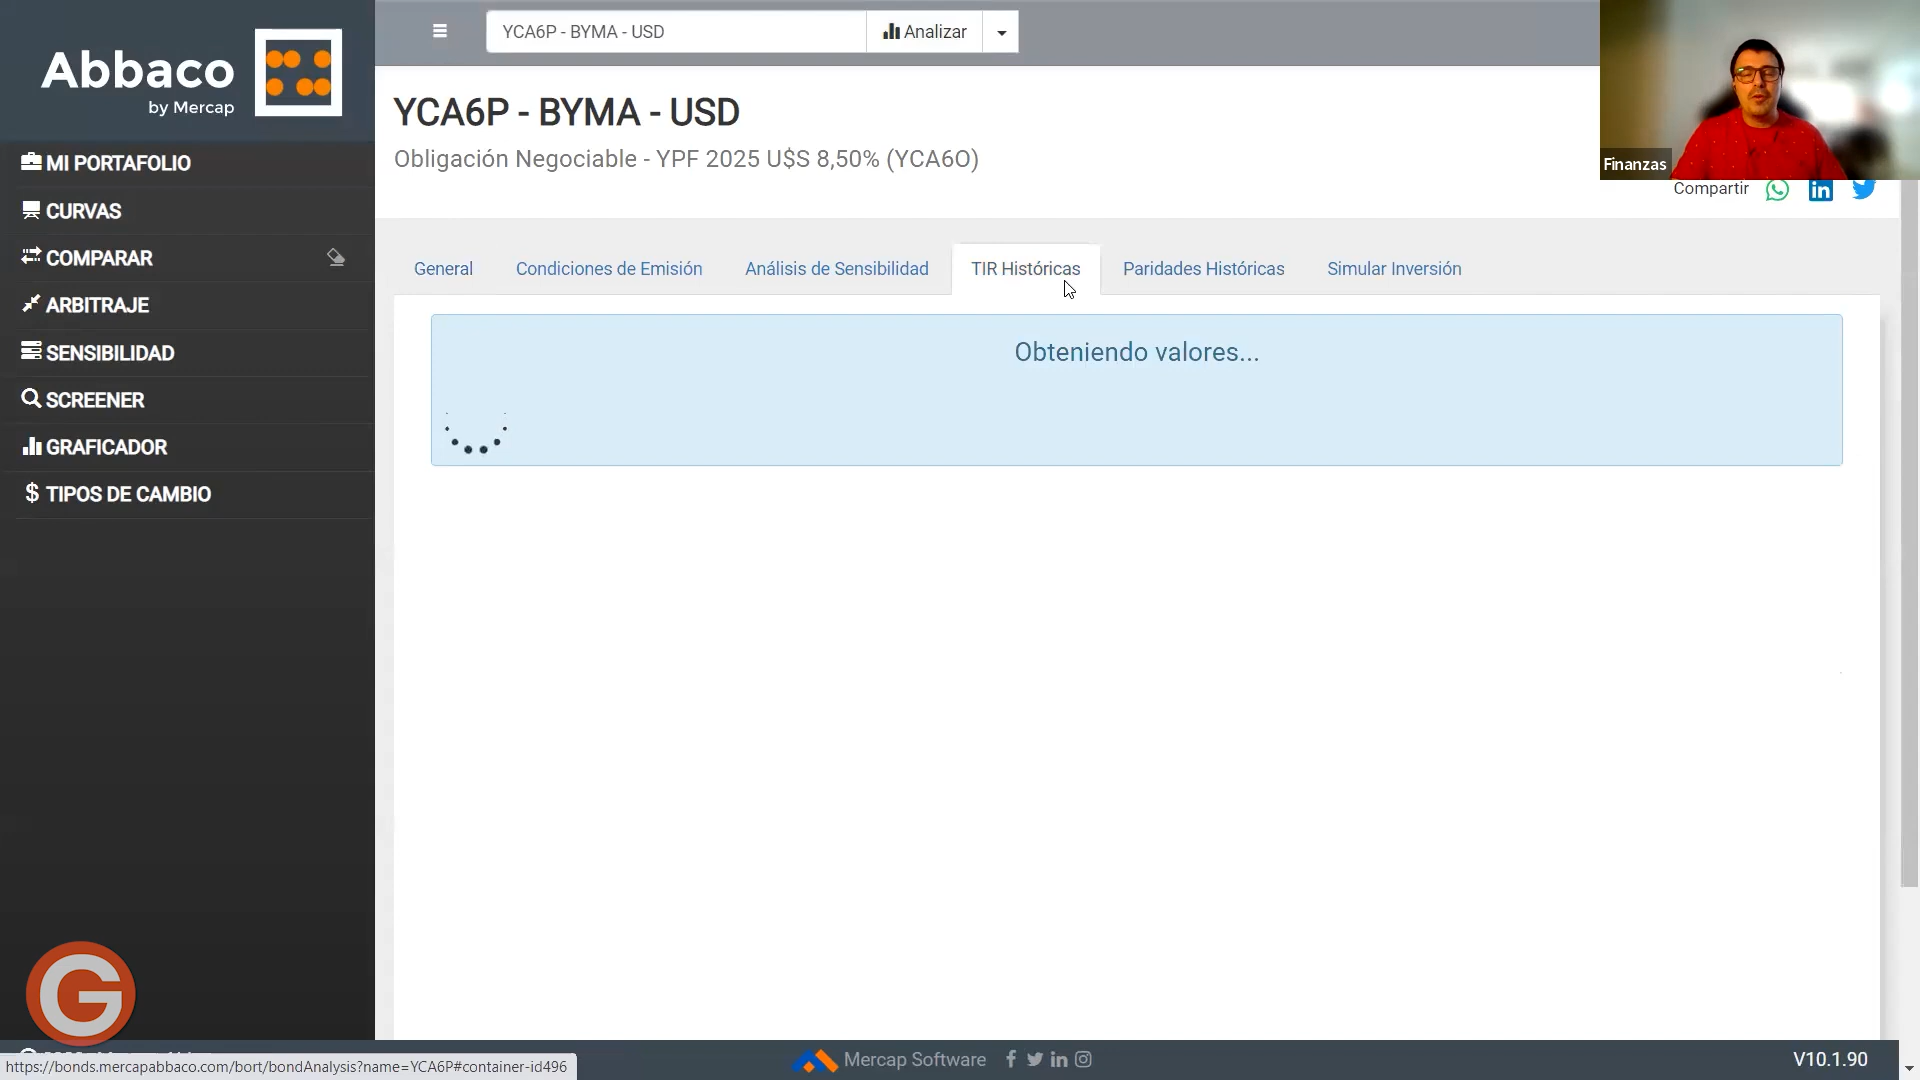 Abbaco
by Mercap
MI PORTAFOLIO
CURVAS
COMPARAR
ARBITRAJE
SENSIBILIDAD
SCREENER
GRAFICADOR
$ TIPOS DE CAMBIO
YCA6P - BYMA - USD
Analizar
YCA6P - BYMA - USD
Obligación Negociable - YPF 2025 U$S 8,50% (YCA6O)
Finanzas
Compartir
General
Condiciones de Emisión
Análisis de Sensibilidad
TIR Históricas
Paridades Históricas
Simular Inversión
Obteniendo valores...
G
https://bonds.mercapabbaco.com/bort/bondAnalysis?name=YCA6P#container-id496
Mercap Software
V10.1.90